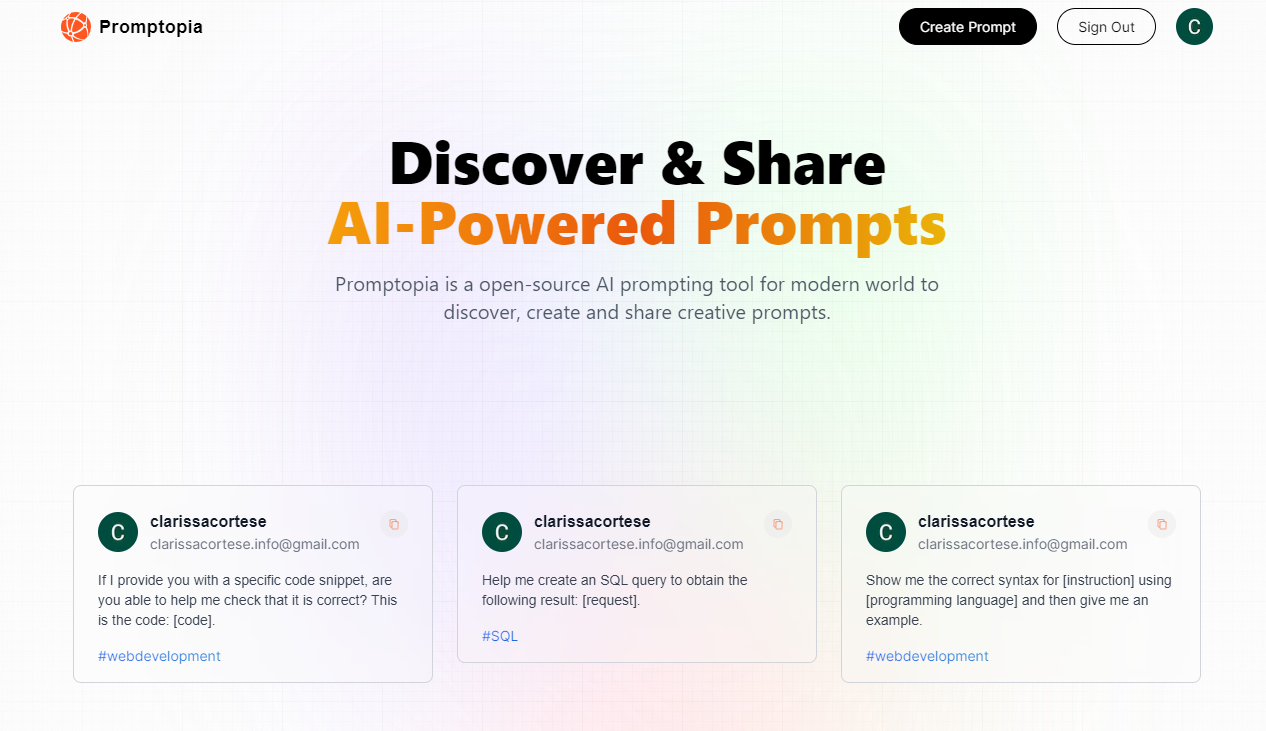 Promptopia
Create Prompt
Sign Out
C
Discover & Share
AI-Powered Prompts
Promptopia is a open-source AI prompting tool for modern world to
discover, create and share creative prompts.
C
clarissacortese
clarissacortese.info@gmail.com
If I provide you with a specific code snippet, are
you able to help me check that it is correct? This
is the code: [code].
#webdevelopment
C
clarissacortese
clarissacortese.info@gmail.com
Help me create an SQL query to obtain the
following result: [request].
#SQL
C
clarissacortese
clarissacortese.info@gmail.com
Show me the correct syntax for [instruction] using
[programming language] and then give me an
example.
#webdevelopment